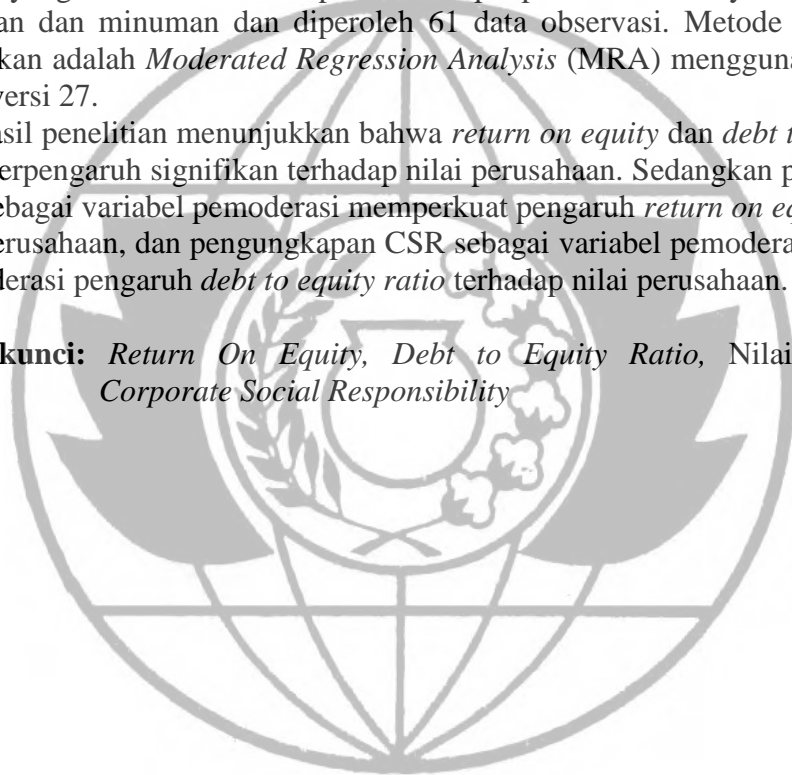 an dan minuman dan diperoleh 61 data observasi. Metode
kan adalah Moderated Regression Analysis (MRA) mengguna
versi 27.
asil penelitian menunjukkan bahwa return on equity dan debt t
erpengaruh signifikan terhadap nilai perusahaan. Sedangkan p
ebagai variabel pemoderasi memperkuat pengaruh return on eq
erusahaan, dan pengungkapan CSR sebagai variabel pemodera
derasi pengaruh debt to equity ratio terhadap nilai perusahaan.
kunci: Return On Equity, Debt to Equity Ratio, Nilai
Corporate Social Responsibility